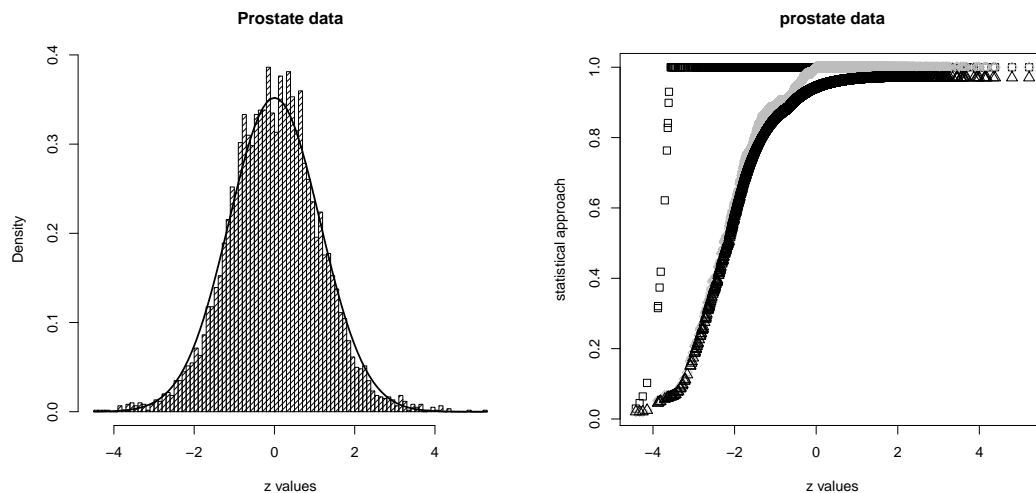 Prostate data
Density
0.0 0.1 0.2 0.3 0.4
−4 −2 0 2 4
z values
prostate data
statistical approach
0.0 0.2 0.4 0.6 0.8 1.0
−4 −2 0 2 4
z values